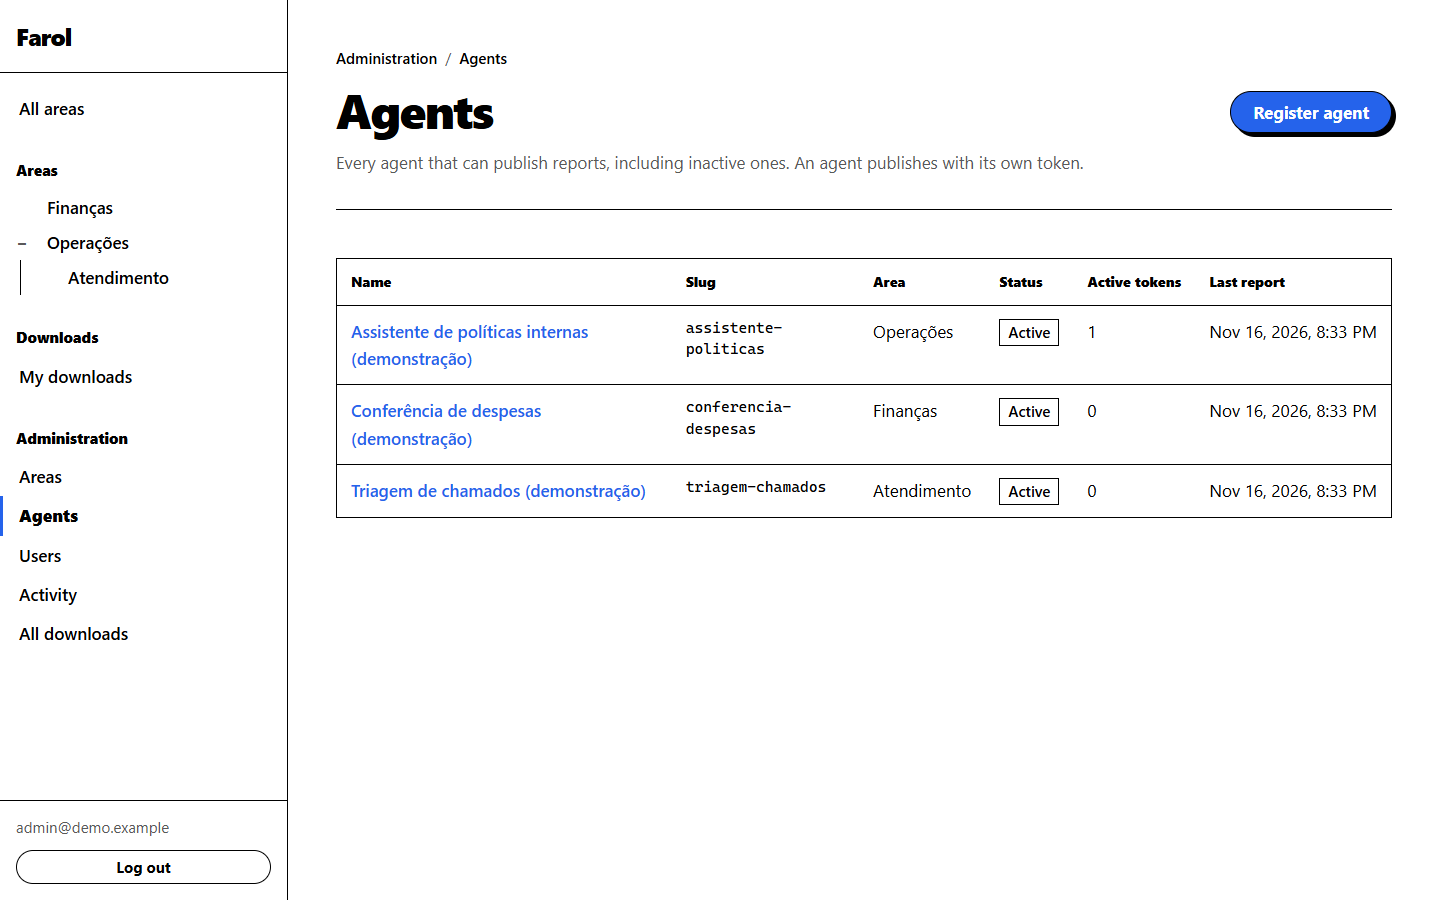 Farol
All areas
Areas
Finanças
– Operações
Atendimento
Downloads
My downloads
Administration
Areas
Agents
Users
Activity
All downloads
admin@demo.example
Log out
Administration / Agents
Agents
Register agent
Every agent that can publish reports, including inactive ones. An agent publishes with its own token.
Name Slug Area Status Active tokens Last report
Assistente de políticas internas (demonstração) assistente-politicas Operações Active 1 Nov 16, 2026, 8:33 PM
Conferência de despesas (demonstração) conferencia-despesas Finanças Active 0 Nov 16, 2026, 8:33 PM
Triagem de chamados (demonstração) triagem-chamados Atendimento Active 0 Nov 16, 2026, 8:33 PM